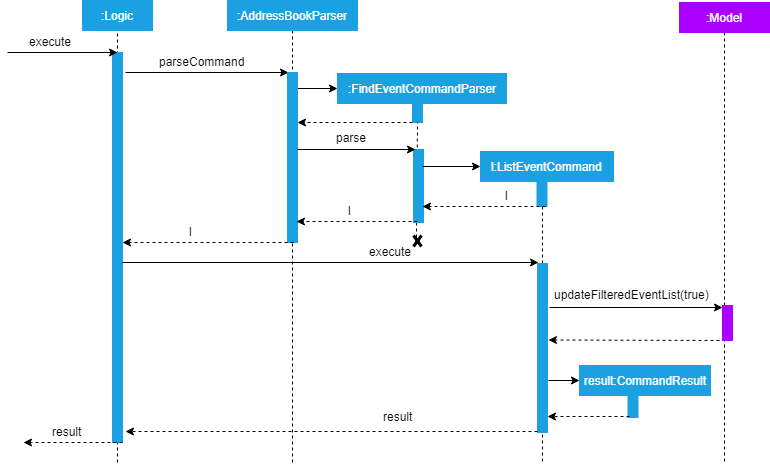 :Logic
:AddressBookParser
:Model
execute
parseCommand
:FindEventCommandParser
parse
l:ListEventCommand
l
l
l
execute
updateFilteredEventList(true)
result:CommandResult
result
result